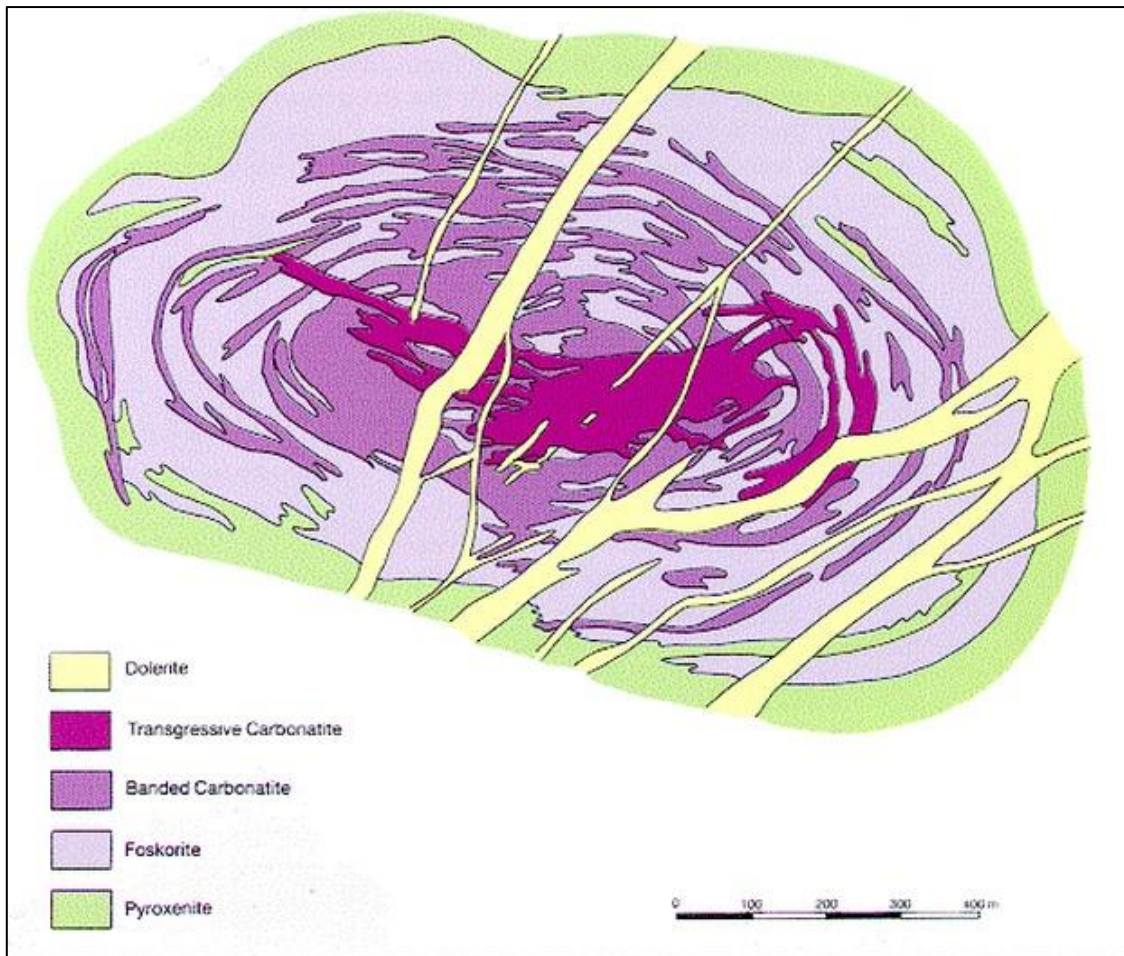 Dolerite
Transgressive Carbonatite
Banded Carbonatite
Foskorite
Pyroxenite
0 100 200 300 400 m